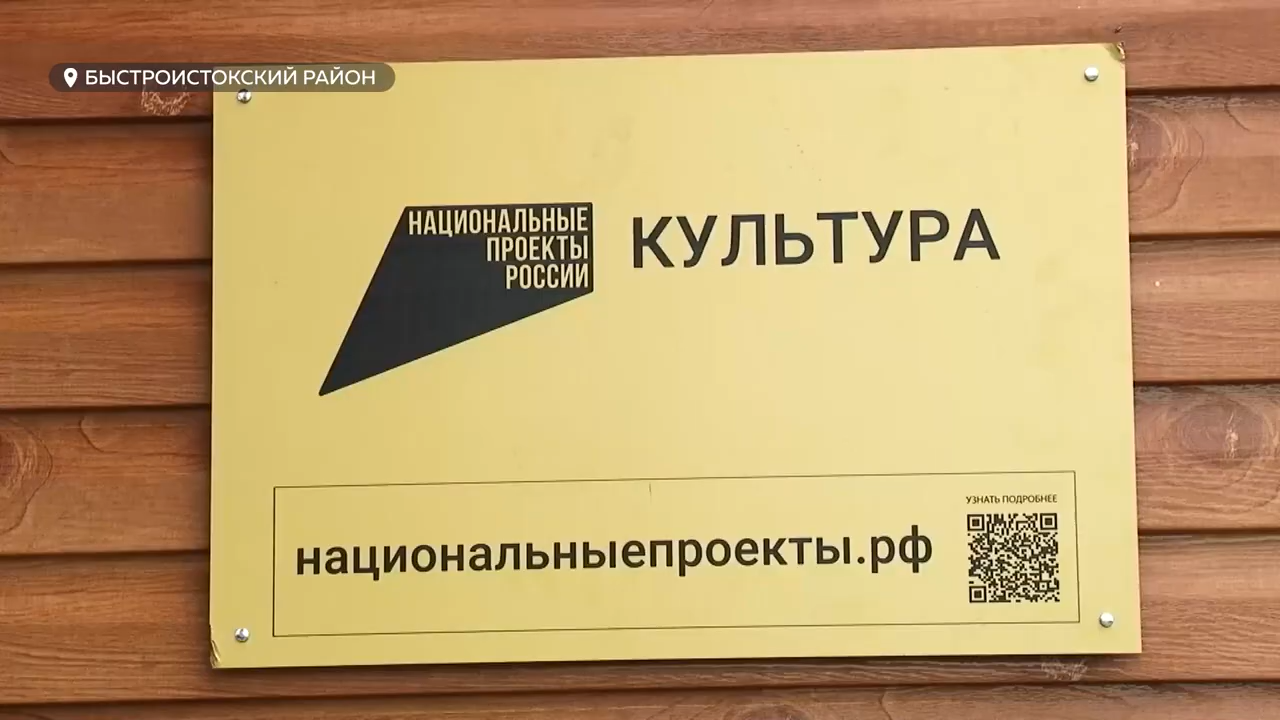 БЫСТРОИСТОКСКИЙ РАЙОН
НАЦИОНАЛЬНЫЕ
ПРОЕКТЫ
РОССИИ
КУЛЬТУРА
УЗНАТЬ ПОДРОБНЕЕ
национальныепроекты.рф